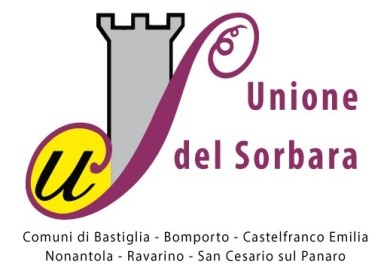 u
Unione
del Sorbara
Comuni di Bastiglia - Bomporto - Castelfranco Emilia
Nonantola - Ravarino - San Cesario sul Panaro